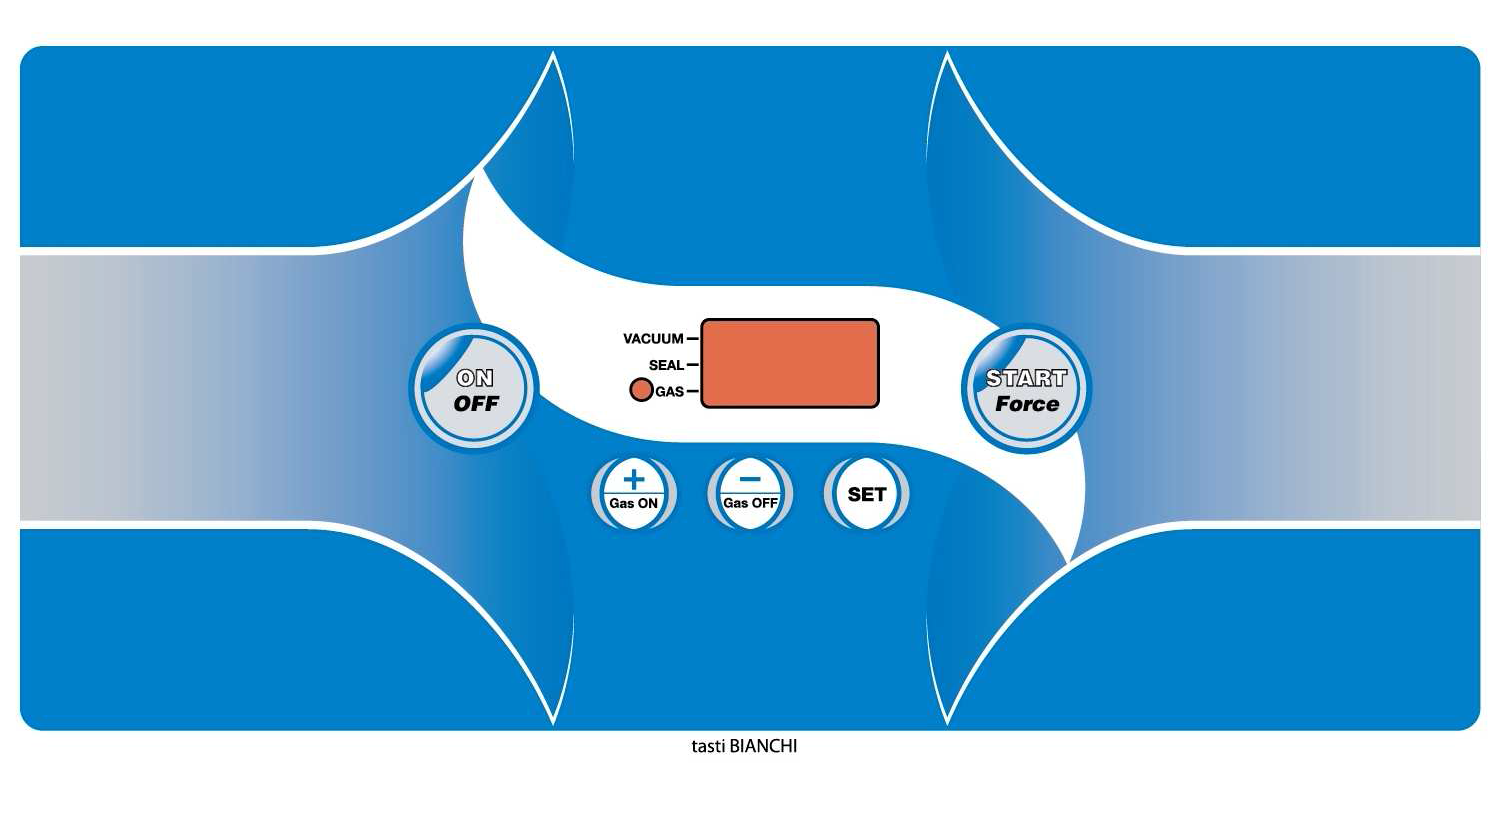 VACUUM
SEAL
GAS
ON
OFF
START
Force
+
Gas ON
−
Gas OFF
SET
tasti BIANCHI